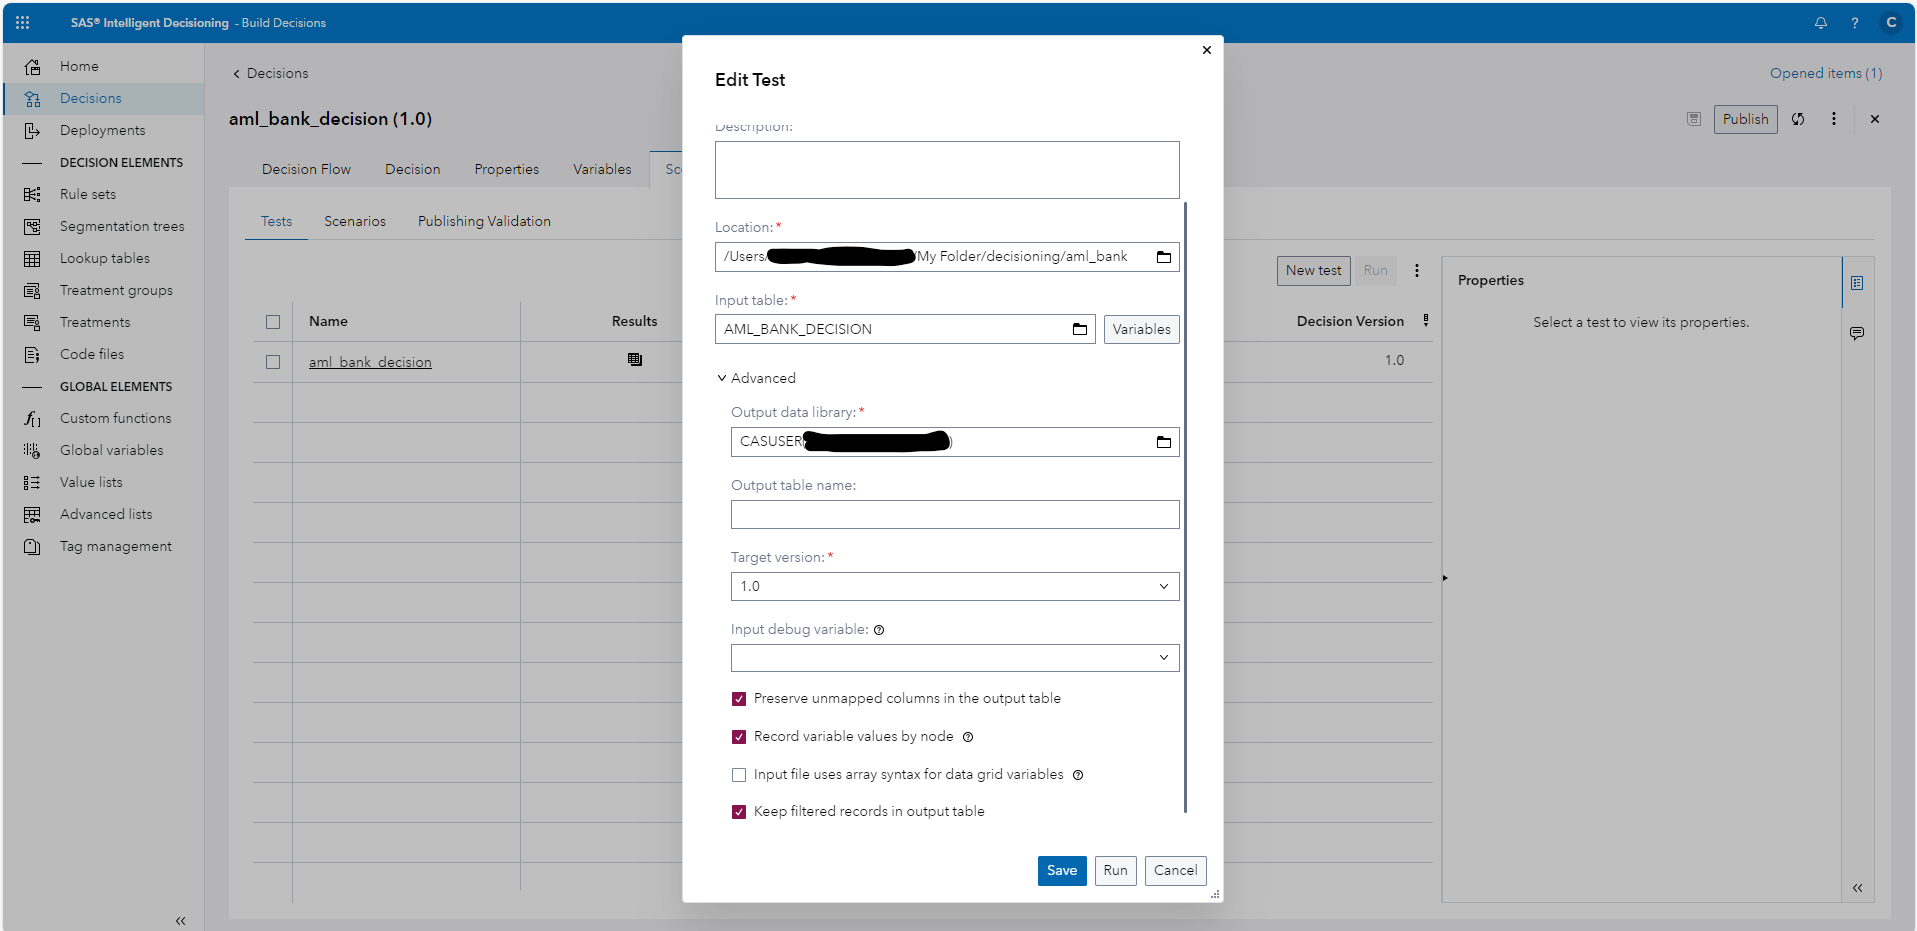 SAS® Intelligent Decisioning - Build Decisions
C
Home
Decisions
Deployments
DECISION ELEMENTS
Rule sets
Segmentation trees
Lookup tables
Treatment groups
Treatments
Code files
GLOBAL ELEMENTS
Custom functions
Global variables
Value lists
Advanced lists
Tag management
Decisions
Opened items (1)
aml_bank_decision (1.0)
Publish
Decision Flow
Decision
Properties
Variables
Sc
Tests
Scenarios
Publishing Validation
New test
Run
Name
Results
Decision Version
aml_bank_decision
1.0
Properties
Select a test to view its properties.
Edit Test
Description:
Location: *
/Users/ /My Folder/decisioning/aml_bank
Input table: *
AML_BANK_DECISION
Variables
Advanced
Output data library: *
CASUSER( )
Output table name:
Target version: *
1.0
Input debug variable:
Preserve unmapped columns in the output table
Record variable values by node
Input file uses array syntax for data grid variables
Keep filtered records in output table
Save
Run
Cancel